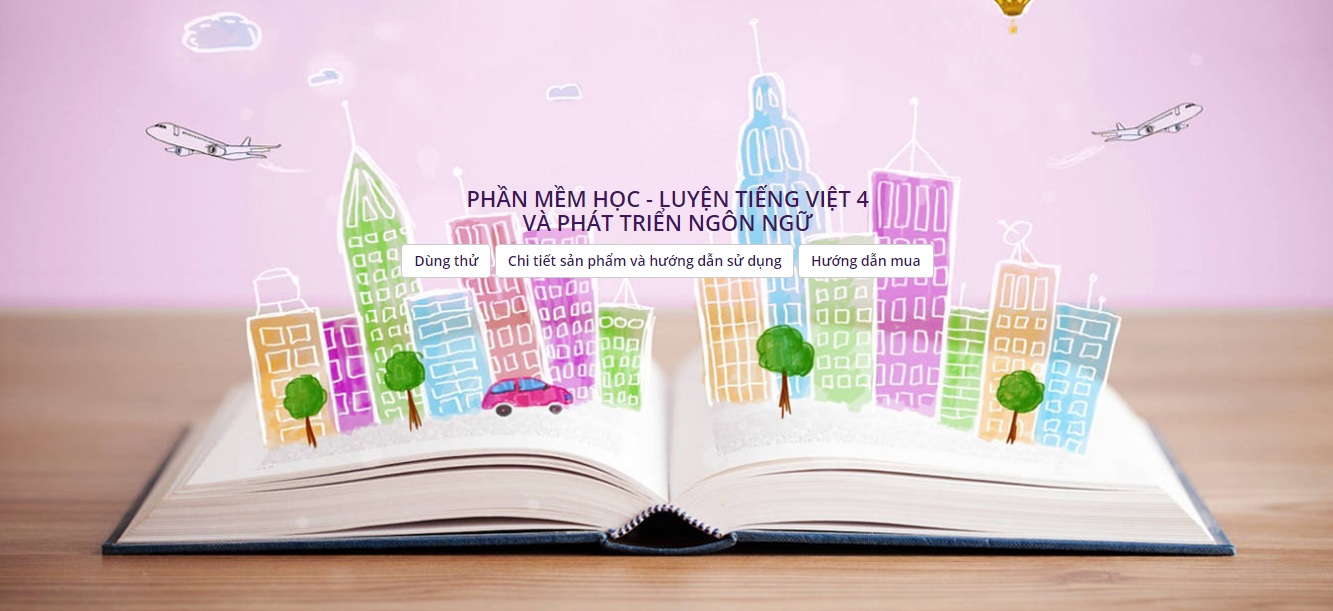 PHẦN MỀM HỌC - LUYỆN TIẾNG VIỆT 4
VÀ PHÁT TRIỂN NGÔN NGỮ
Dùng thử
Chi tiết sản phẩm và hướng dẫn sử dụng
Hướng dẫn mua